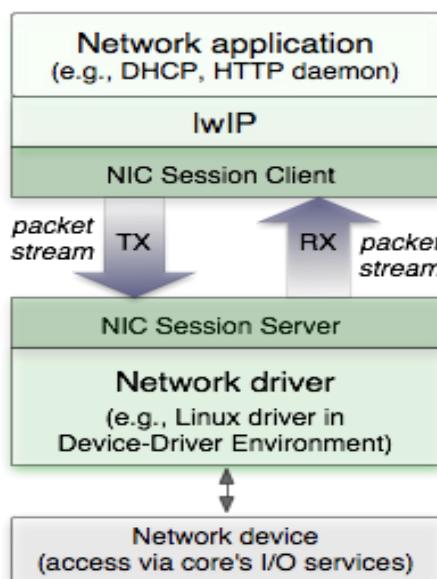 Network application
(e.g., DHCP, HTTP daemon)
lwIP
NIC Session Client
packet
stream
TX
RX
packet
stream
NIC Session Server
Network driver
(e.g., Linux driver in
Device-Driver Environment)
Network device
(access via core's I/O services)